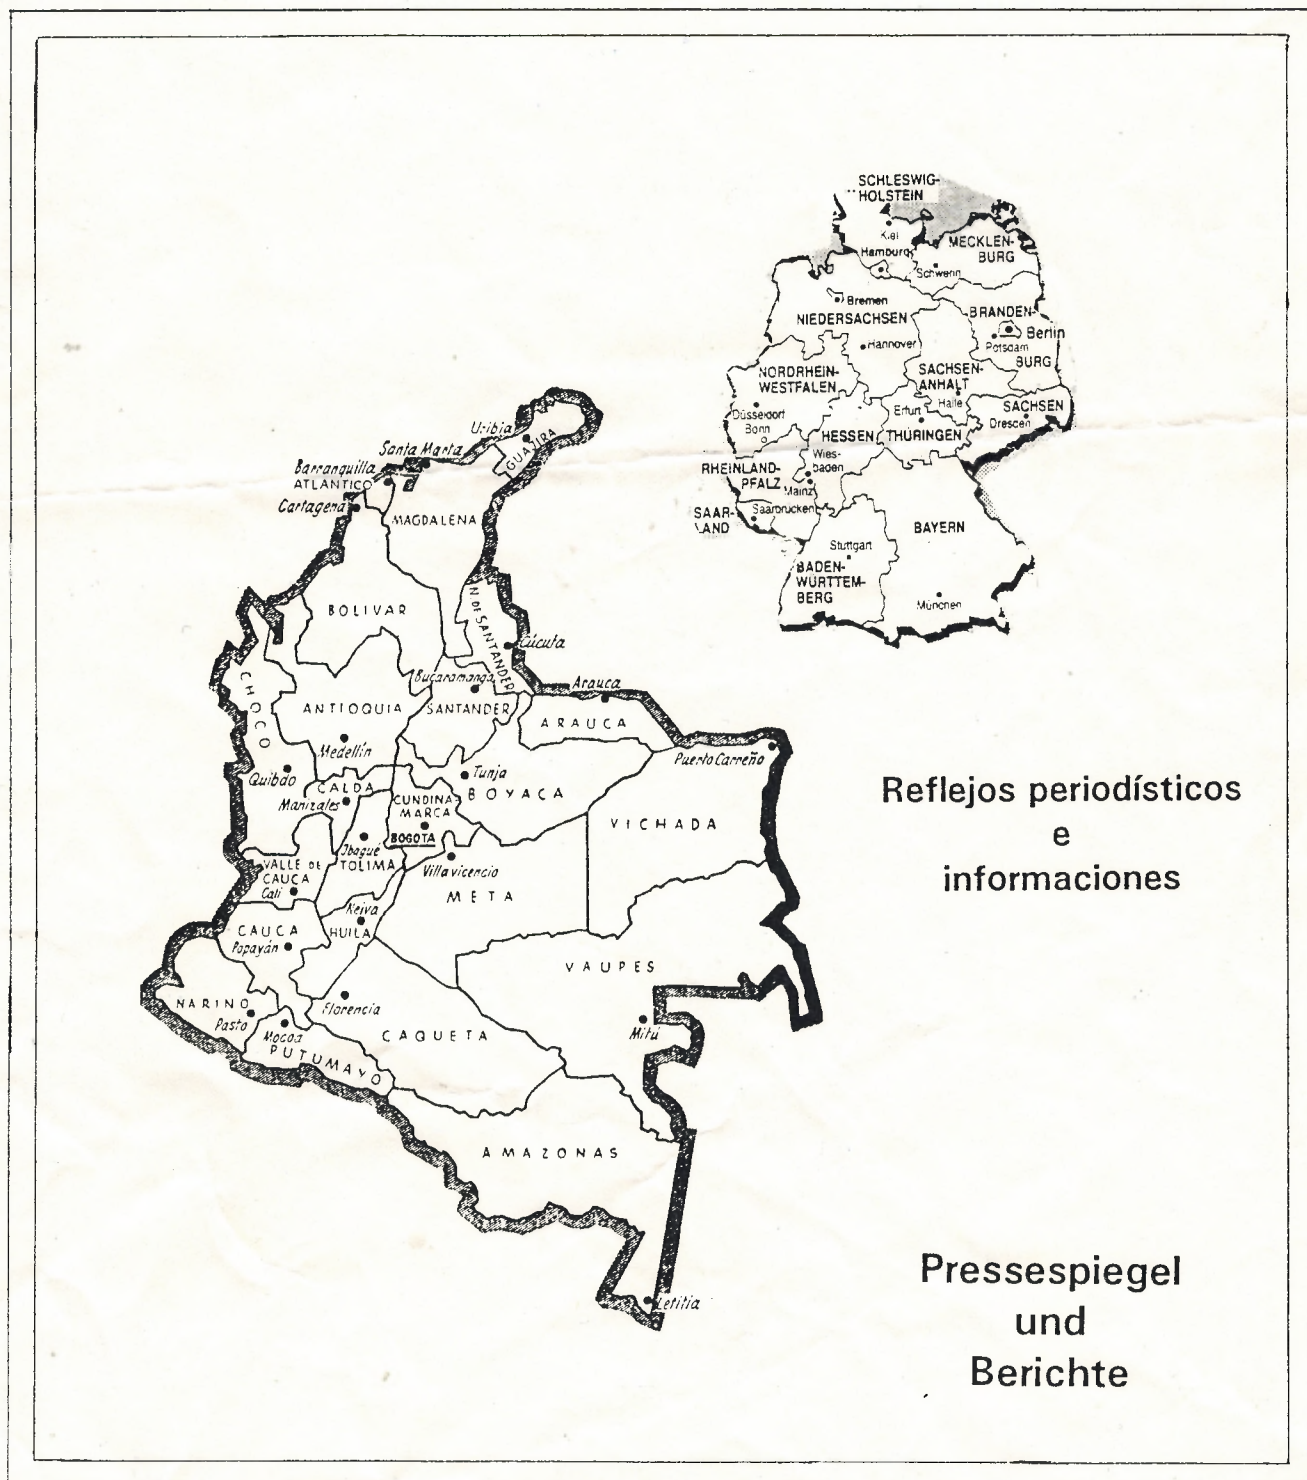 SCHLESWIG-
HOLSTEIN
Kiel
Hamburg
MECKLEN-
BURG
Schwerin
Bremen
NIEDERSACHSEN
Hannover
BRANDEN-
Berlin
Potsdam
BURG
NORDRHEIN-
WESTFALEN
SACHSEN-
ANHALT
Halle
Düsseldorf
Bonn
Erfurt
SACHSEN
Dresden
HESSEN
THÜRINGEN
Wies-
baden
RHEINLAND-
PFALZ
Mainz
SAAR-
LAND
Saarbrücken
BAYERN
Stuttgart
BADEN-
WÜRTTEM-
BERG
München
Uribia
GUAJIRA
Santa Marta
Barranquilla
ATLANTICO
Cartagena
MAGDALENA
BOLIVAR
N. DE SANTANDER
Cúcuta
CHOCO
Bucaramanga
SANTANDER
Arauca
ARAUCA
ANTIOQUIA
Medellín
Puerto Carreño
Quibdo
Tunja
BOYACA
CALDA
Manizales
CUNDINA-
MARCA
BOGOTA
VICHADA
Ibagué
TOLIMA
VALLE DE
CAUCA
Cali
Villavicencio
META
Neiva
HUILA
CAUCA
Popayán
VAUPES
NARINO
Pasto
Florencia
Mocoa
PUTUMAYO
CAQUETA
Mitú
AMAZONAS
Letitia
Reflejos periodísticos
e
informaciones
Pressespiegel
und
Berichte